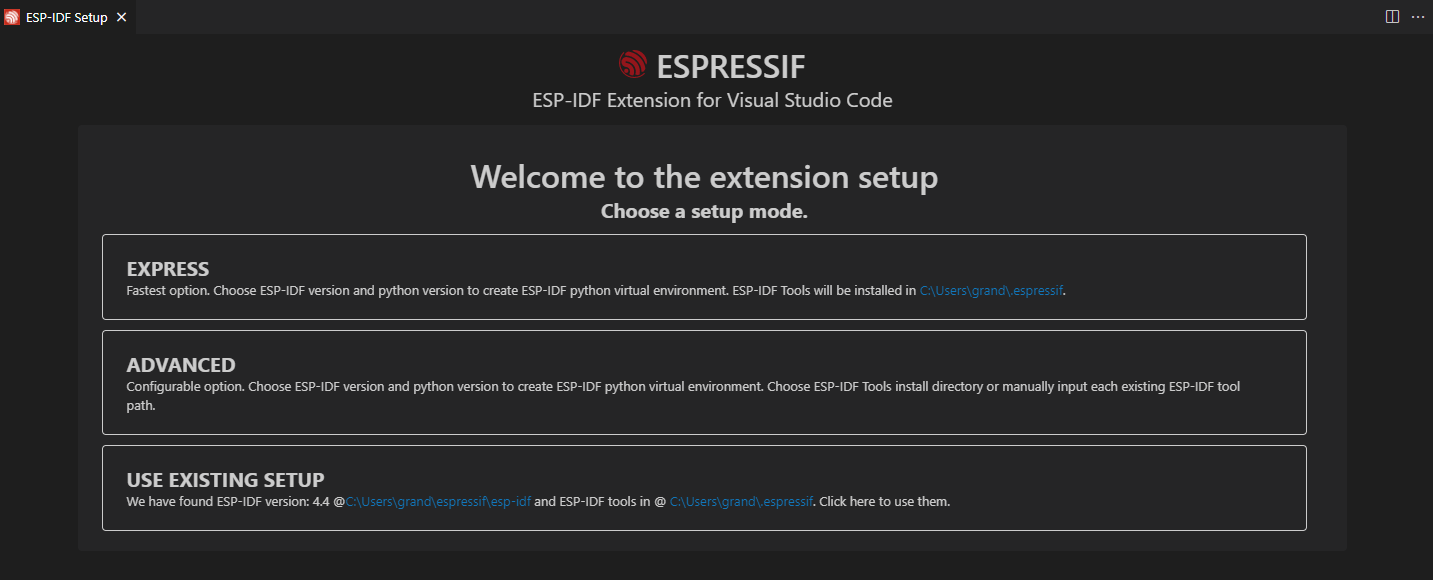 ESP-IDF Setup
ESPRESSIF
ESP-IDF Extension for Visual Studio Code
Welcome to the extension setup
Choose a setup mode.
EXPRESS
Fastest option. Choose ESP-IDF version and python version to create ESP-IDF python virtual environment. ESP-IDF Tools will be installed in C:\Users\grand\.espressif.
ADVANCED
Configurable option. Choose ESP-IDF version and python version to create ESP-IDF python virtual environment. Choose ESP-IDF Tools install directory or manually input each existing ESP-IDF tool
path.
USE EXISTING SETUP
We have found ESP-IDF version: 4.4 @C:\Users\grand\espressif\esp-idf and ESP-IDF tools in @ C:\Users\grand\.espressif. Click here to use them.